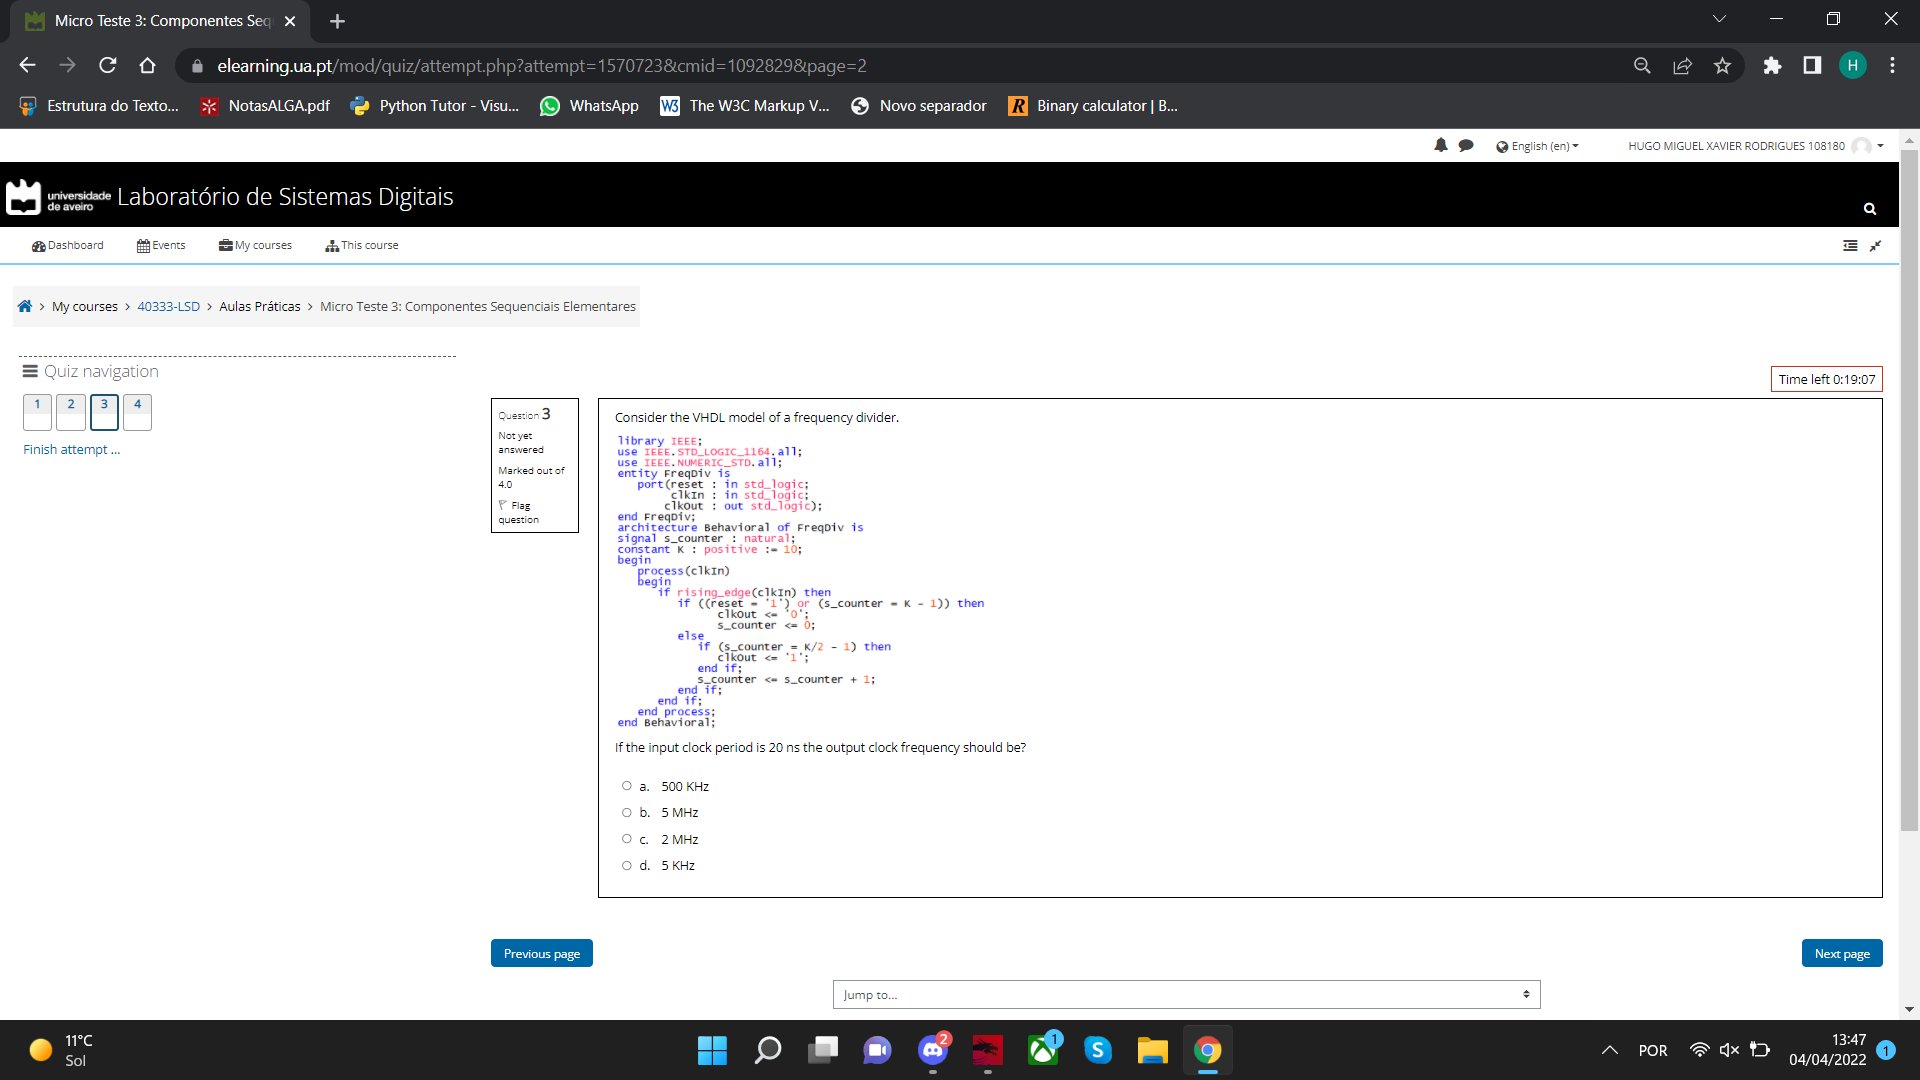 Micro Teste 3: Componentes Seq
elearning.ua.pt/mod/quiz/attempt.php?attempt=1570723&cmid=1092829&page=2
H
Estrutura do Texto... NotasALGA.pdf Python Tutor - Visu... WhatsApp W3 The W3C Markup V... Novo separador R Binary calculator | B...
English (en) HUGO MIGUEL XAVIER RODRIGUES 108180
universidade de aveiro Laboratório de Sistemas Digitais
Dashboard Events My courses This course
My courses > 40333-LSD > Aulas Práticas > Micro Teste 3: Componentes Sequenciais Elementares
Quiz navigation
Time left 0:19:07
1 2 3 4
Finish attempt ...
Question 3
Not yet
answered
Marked out of
4.0
Flag
question
Consider the VHDL model of a frequency divider.
library IEEE;
use IEEE.STD_LOGIC_1164.all;
use IEEE.NUMERIC_STD.all;
entity FreqDiv is
port(reset : in std_logic;
clkIn : in std_logic;
clkOut : out std_logic);
end FreqDiv;
architecture Behavioral of FreqDiv is
signal s_counter : natural;
constant K : positive := 10;
begin
process(clkIn)
begin
if rising_edge(clkIn) then
if ((reset = '1') or (s_counter = K - 1)) then
clkOut <= '0';
s_counter <= 0;
else
if (s_counter = K/2 - 1) then
clkOut <= '1';
end if;
s_counter <= s_counter + 1;
end if;
end if;
end process;
end Behavioral;
If the input clock period is 20 ns the output clock frequency should be?
a. 500 KHz
b. 5 MHz
c. 2 MHz
d. 5 KHz
Previous page
Next page
Jump to...
11°C
Sol
2
1
S
POR
13:47
04/04/2022
1